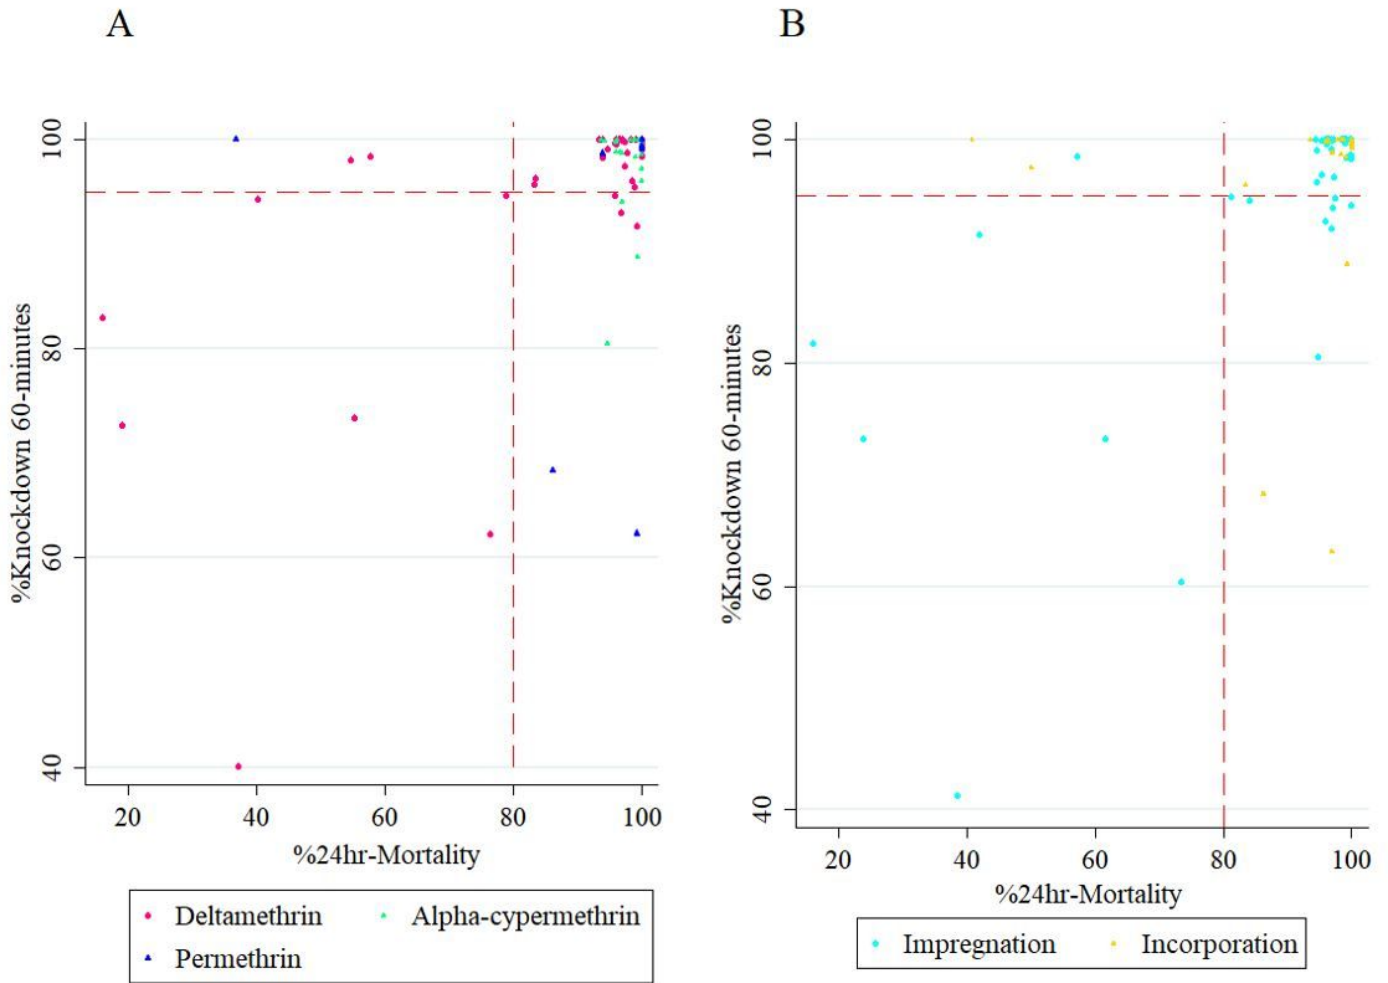 A
B
%Knockdown 60-minutes
100
80
60
40
20 40 60 80 100
%24hr-Mortality
Deltamethrin Alpha-cypermethrin
Permethrin
%Knockdown 60-minutes
100
80
60
40
20 40 60 80 100
%24hr-Mortality
Impregnation Incorporation